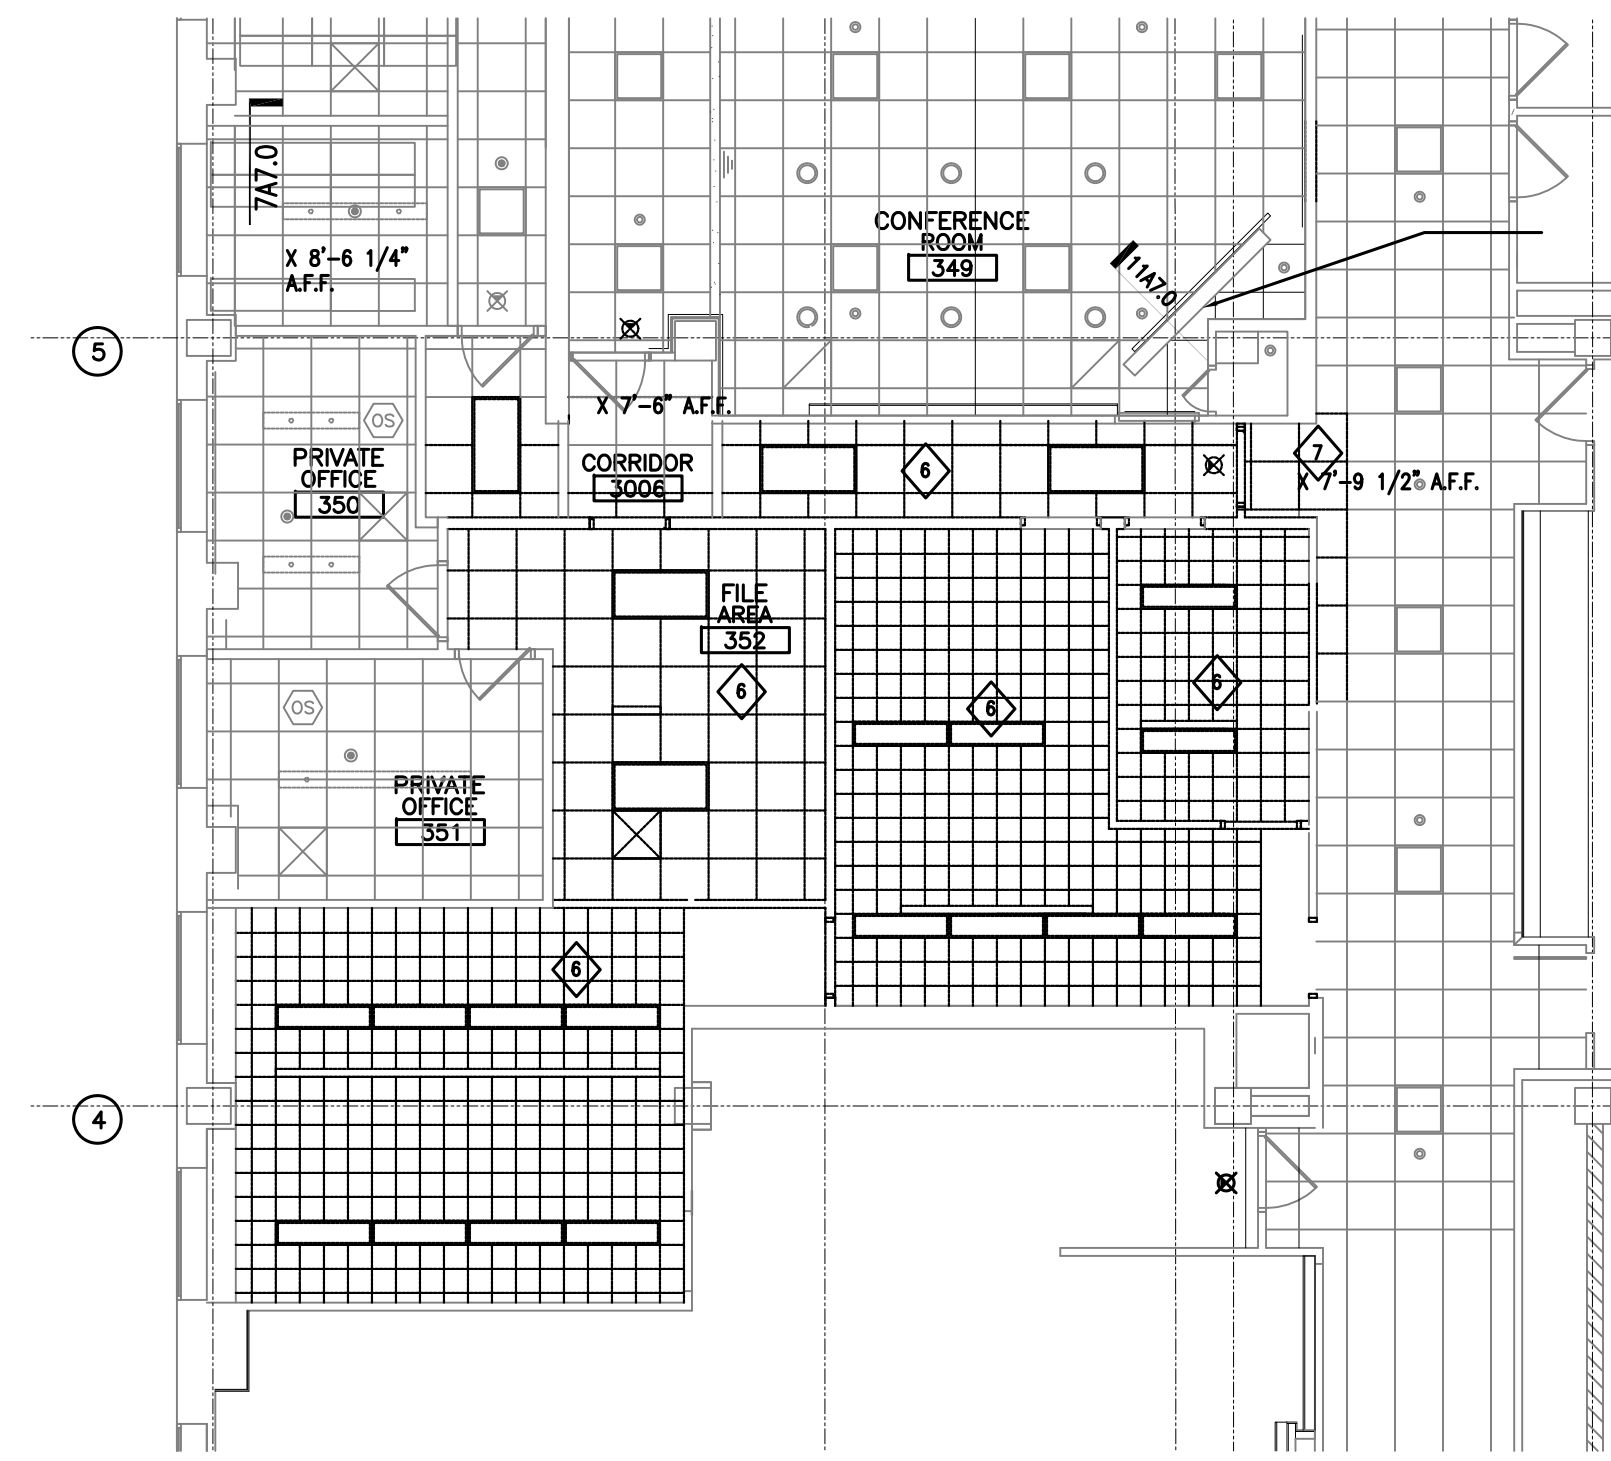 7A7.0
X 8'-6 1/4"
A.F.F.
CONFERENCE
ROOM
349
11A7.0
5
OS
X 7'-6" A.F.F.
PRIVATE
OFFICE
350
CORRIDOR
3006
6
7
X 7'-9 1/2" A.F.F.
FILE
AREA
352
6
6
6
OS
PRIVATE
OFFICE
351
6
4